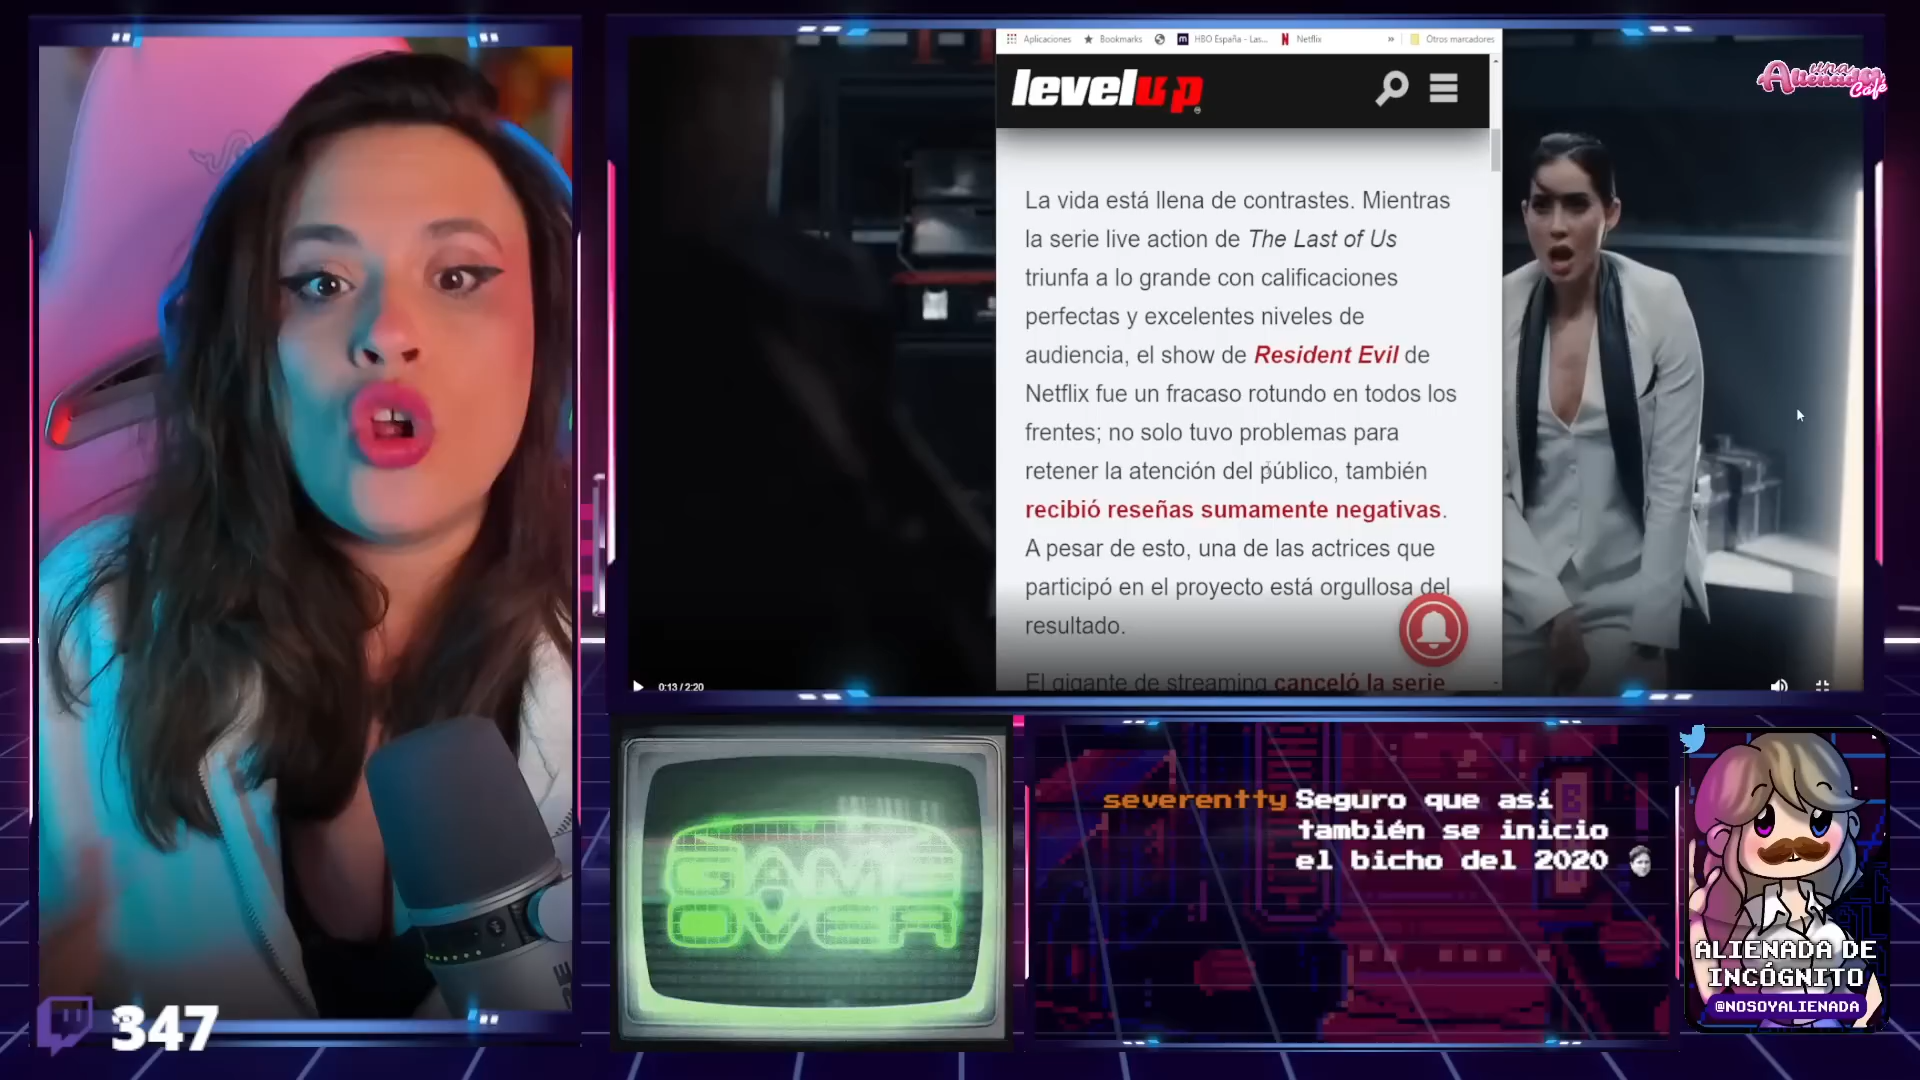 Aplicaciones
Bookmarks
HBO España - Las...
Netflix
»
Otros marcadores
levelup
una
Alienada
Café
La vida está llena de contrastes. Mientras
la serie live action de The Last of Us
triunfa a lo grande con calificaciones
perfectas y excelentes niveles de
audiencia, el show de Resident Evil de
Netflix fue un fracaso rotundo en todos los
frentes; no solo tuvo problemas para
retener la atención del público, también
recibió reseñas sumamente negativas.
A pesar de esto, una de las actrices que
participó en el proyecto está orgullosa del
resultado.
El gigante de streaming canceló la serie
0:13 / 2:20
GAME
OVER
severentty Seguro que así
también se inicio
el bicho del 2020
ALIENADA DE
INCÓGNITO
@NOSOYALIENADA
347